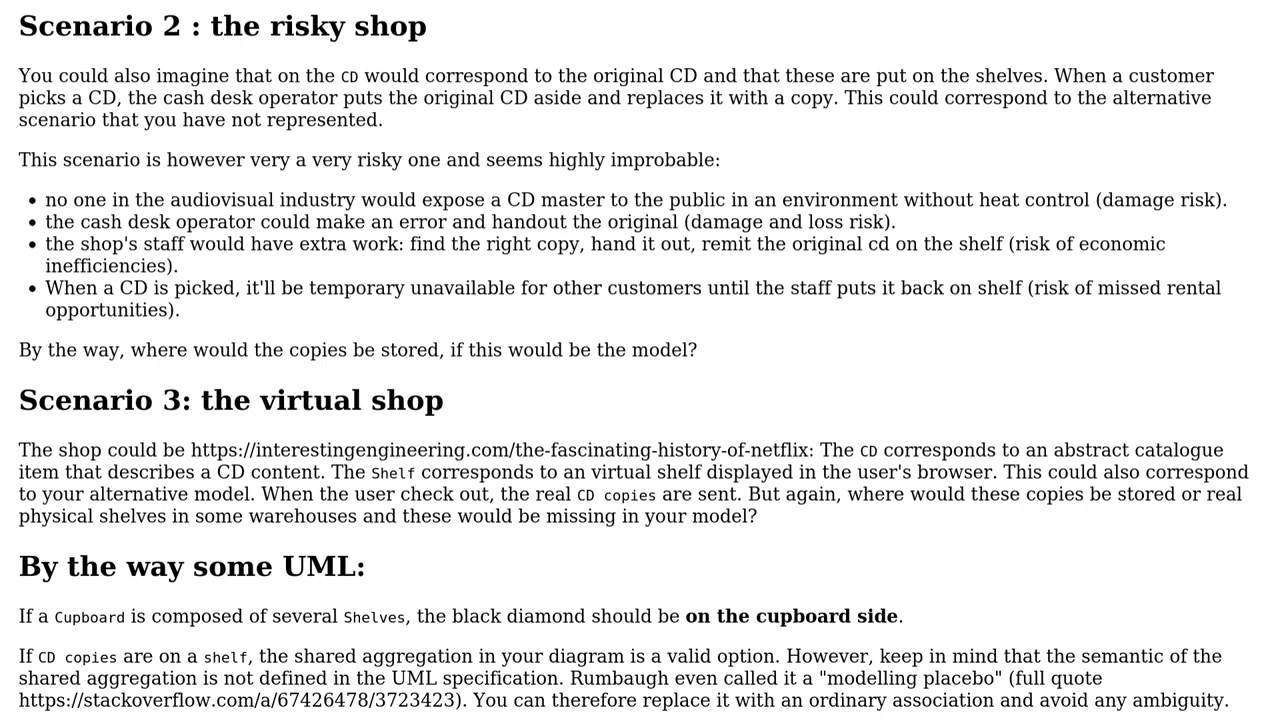 Scenario 2 : the risky shop
You could also imagine that on the CD would correspond to the original CD and that these are put on the shelves. When a customer
picks a CD, the cash desk operator puts the original CD aside and replaces it with a copy. This could correspond to the alternative
scenario that you have not represented.
This scenario is however very a very risky one and seems highly improbable:
• no one in the audiovisual industry would expose a CD master to the public in an environment without heat control (damage risk).
• the cash desk operator could make an error and handout the original (damage and loss risk).
• the shop's staff would have extra work: find the right copy, hand it out, remit the original cd on the shelf (risk of economic
inefficiencies).
• When a CD is picked, it'll be temporary unavailable for other customers until the staff puts it back on shelf (risk of missed rental
opportunities).
By the way, where would the copies be stored, if this would be the model?
Scenario 3: the virtual shop
The shop could be https://interestingengineering.com/the-fascinating-history-of-netflix: The CD corresponds to an abstract catalogue
item that describes a CD content. The Shelf corresponds to an virtual shelf displayed in the user's browser. This could also correspond
to your alternative model. When the user check out, the real CD copies are sent. But again, where would these copies be stored or real
physical shelves in some warehouses and these would be missing in your model?
By the way some UML:
If a Cupboard is composed of several Shelves, the black diamond should be on the cupboard side.
If CD copies are on a shelf, the shared aggregation in your diagram is a valid option. However, keep in mind that the semantic of the
shared aggregation is not defined in the UML specification. Rumbaugh even called it a "modelling placebo" (full quote
https://stackoverflow.com/a/67426478/3723423). You can therefore replace it with an ordinary association and avoid any ambiguity.